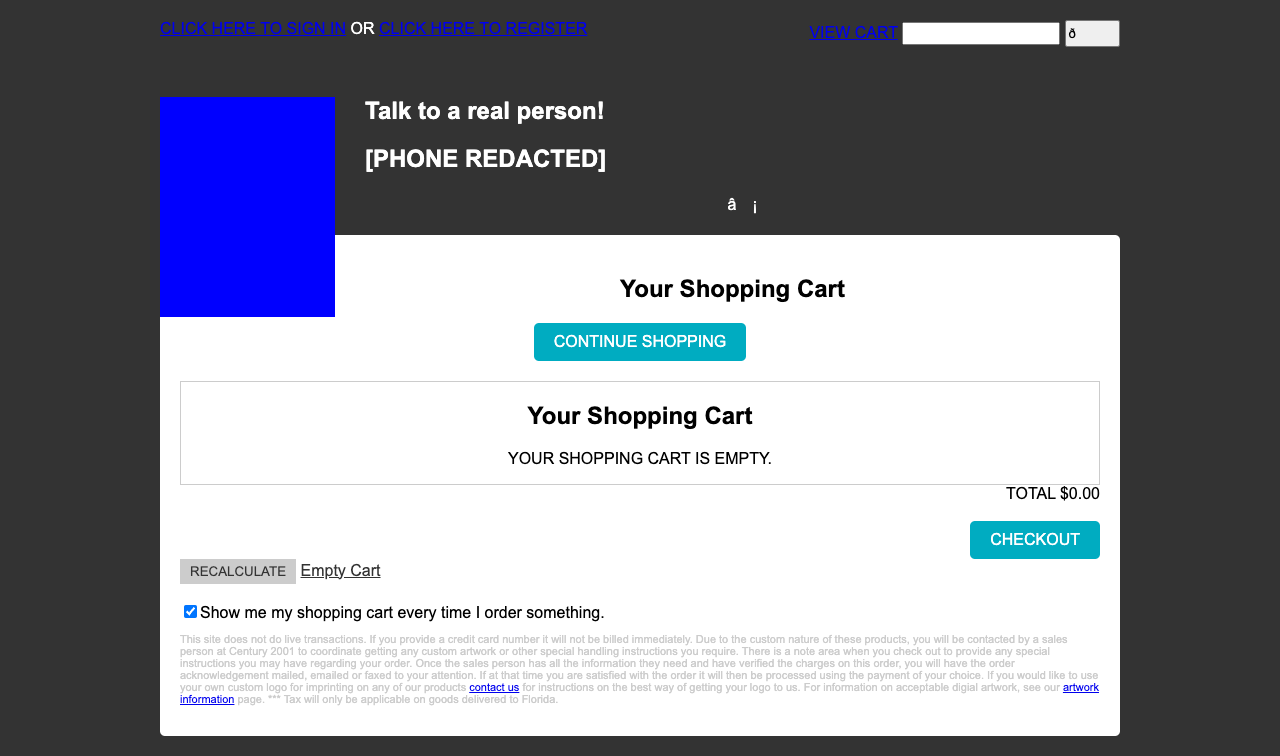 CLICK HERE TO SIGN IN OR CLICK HERE TO REGISTER
VIEW CART
ð
Talk to a real person!
[PHONE REDACTED]
â ¡
Your Shopping Cart
CONTINUE SHOPPING
Your Shopping Cart
YOUR SHOPPING CART IS EMPTY.
TOTAL $0.00
CHECKOUT
RECALCULATE Empty Cart
Show me my shopping cart every time I order something.
This site does not do live transactions. If you provide a credit card number it will not be billed immediately. Due to the custom nature of these products, you will be contacted by a sales
person at Century 2001 to coordinate getting any custom artwork or other special handling instructions you require. There is a note area when you check out to provide any special
instructions you may have regarding your order. Once the sales person has all the information they need and have verified the charges on this order, you will have the order
acknowledgement mailed, emailed or faxed to your attention. If at that time you are satisfied with the order it will then be processed using the payment of your choice. If you would like to use
your own custom logo for imprinting on any of our products contact us for instructions on the best way of getting your logo to us. For information on acceptable digial artwork, see our artwork
information page. *** Tax will only be applicable on goods delivered to Florida.